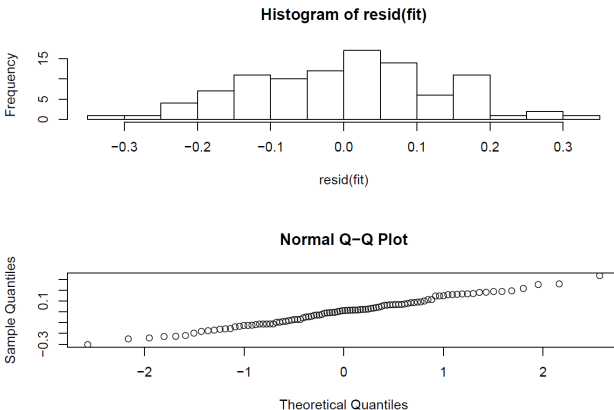 Histogram of resid(fit)
Frequency
15
5
0
−0.3 −0.2 −0.1 0.0 0.1 0.2 0.3
resid(fit)
Normal Q−Q Plot
Sample Quantiles
0.1
−0.3
−2 −1 0 1 2
Theoretical Quantiles